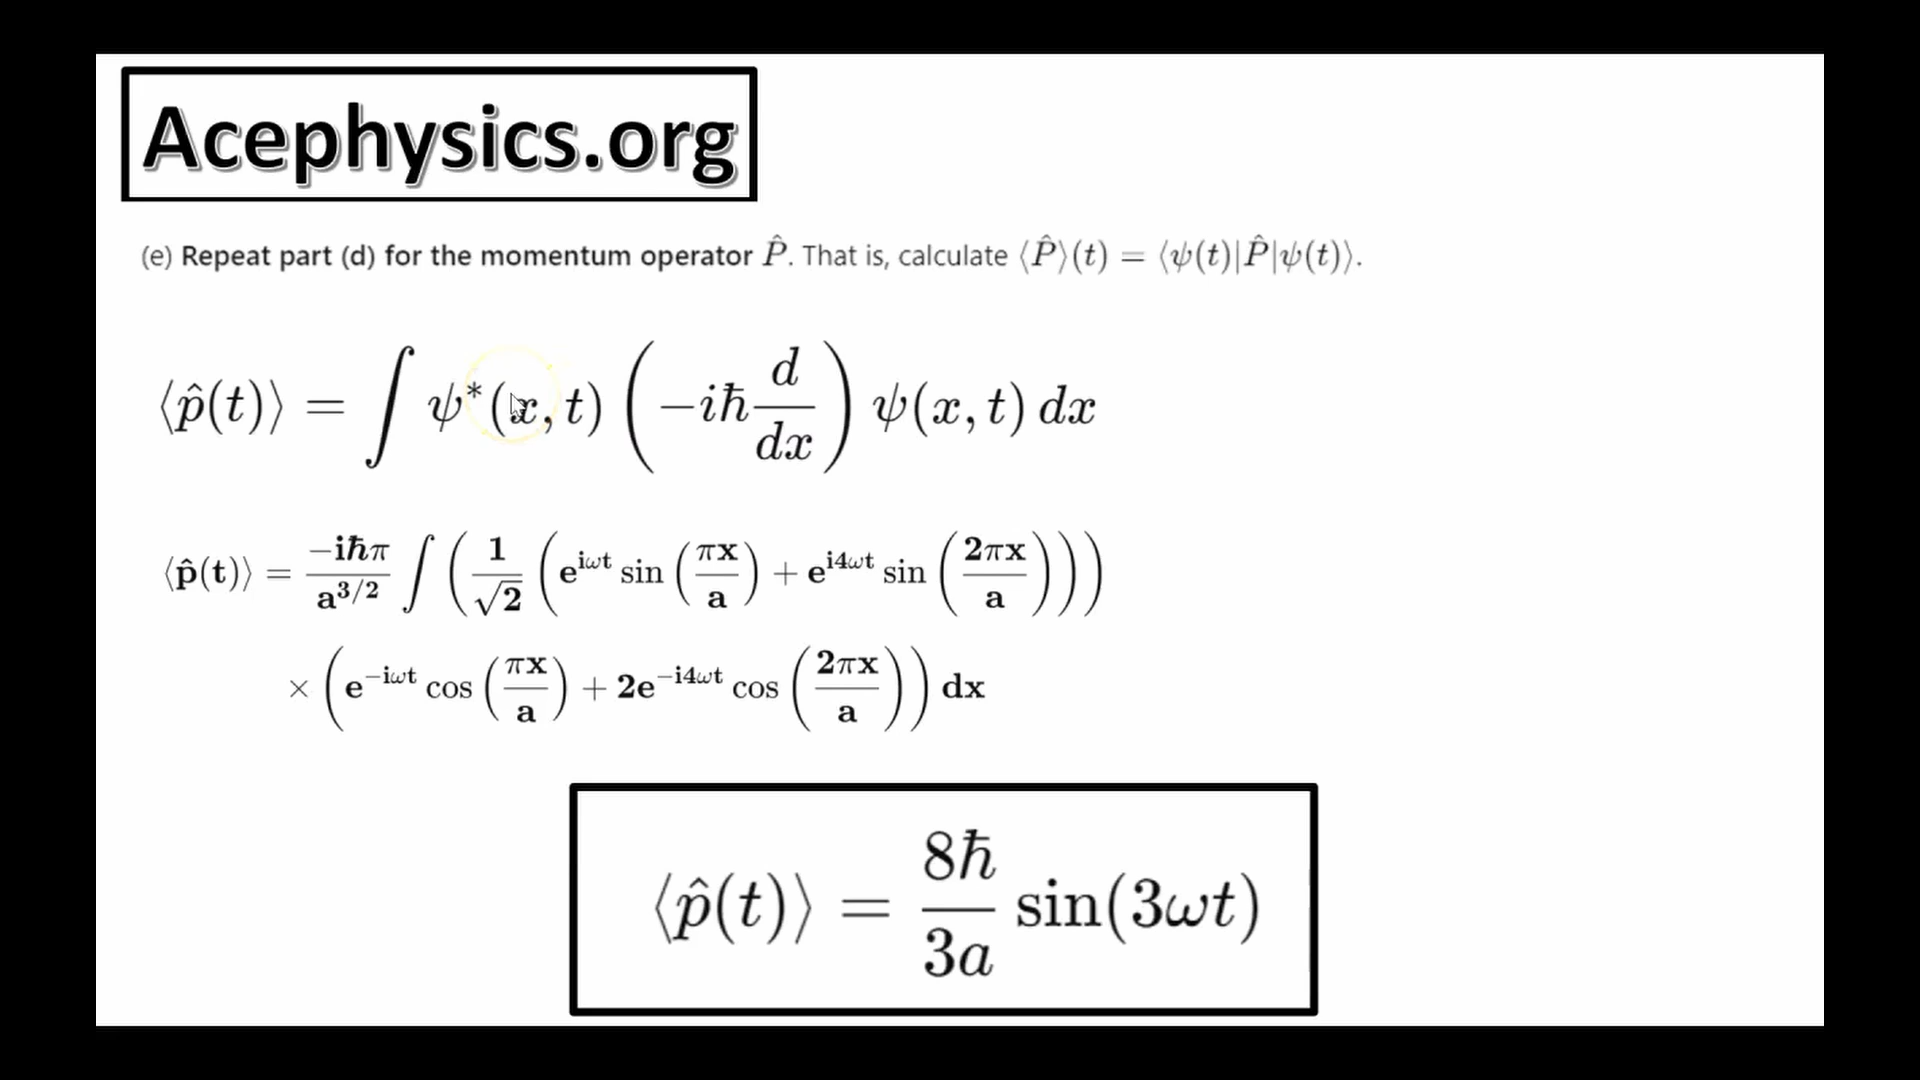 Acephysics.org
(e) Repeat part (d) for the momentum operator P̂. That is, calculate ⟨P̂⟩(t) = ⟨ψ(t)|P̂|ψ(t)⟩.
⟨p̂(t)⟩ = ∫ ψ*(x, t) (−iħ d/dx) ψ(x, t) dx
⟨p̂(t)⟩ = −iħπ/a^{3/2} ∫ (1/√2 (e^{iωt} sin(πx/a) + e^{i4ωt} sin(2πx/a)))
× (e^{−iωt} cos(πx/a) + 2e^{−i4ωt} cos(2πx/a)) dx
⟨p̂(t)⟩ = 8ħ/3a sin(3ωt)